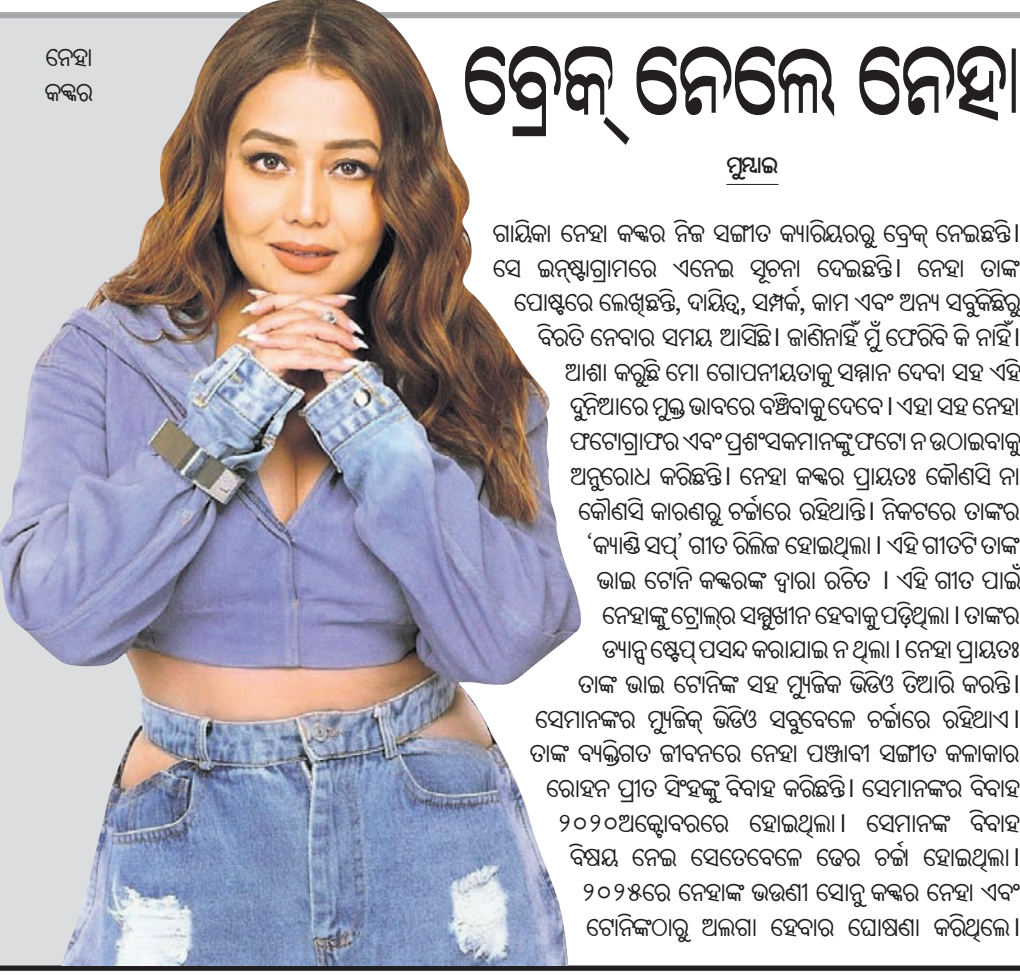 ନେହା
କକ୍କର
ବ୍ରେକ୍ ନେଲେ ନେହା
ମୁମ୍ବାଇ
ଗାୟିକା ନେହା କକ୍କର ନିଜ ସଙ୍ଗୀତ କ୍ୟାରିୟରରୁ ବ୍ରେକ୍ ନେଇଛନ୍ତି।
ସେ ଇନ୍‌ଷ୍ଟାଗ୍ରାମରେ ଏନେଇ ସୂଚନା ଦେଇଛନ୍ତି। ନେହା ତାଙ୍କ
ପୋଷ୍ଟରେ ଲେଖିଛନ୍ତି, ଦାୟିତ୍ୱ, ସମ୍ପର୍କ, କାମ ଏବଂ ଅନ୍ୟ ସବୁକିଛିରୁ
ବିରତି ନେବାର ସମୟ ଆସିଛି। ଜାଣିନାହିଁ ମୁଁ ଫେରିବି କି ନାହିଁ।
ଆଶା କରୁଛି ମୋ ଗୋପନୀୟତାକୁ ସମ୍ମାନ ଦେବା ସହ ଏହି
ଦୁନିଆରେ ମୁକ୍ତ ଭାବରେ ବଞ୍ଚିବାକୁ ଦେବେ । ଏହା ସହ ନେହା
ଫଟୋଗ୍ରାଫର ଏବଂ ପ୍ରଶଂସକମାନଙ୍କୁ ଫଟୋ ନ ଉଠାଇବାକୁ
ଅନୁରୋଧ କରିଛନ୍ତି। ନେହା କକ୍କର ପ୍ରାୟତଃ କୌଣସି ନା
କୌଣସି କାରଣରୁ ଚର୍ଚ୍ଚାରେ ରହିଥାନ୍ତି। ନିକଟରେ ତାଙ୍କର
‘କ୍ୟାଣ୍ଡି ସପ୍’ ଗୀତ ରିଲିଜ ହୋଇଥିଲା । ଏହି ଗୀତଟି ତାଙ୍କ
ଭାଇ ଟୋନି କକ୍କରଙ୍କ ଦ୍ୱାରା ରଚିତ । ଏହି ଗୀତ ପାଇଁ
ନେହାଙ୍କୁ ଟ୍ରୋଲ୍‌ର ସମ୍ମୁଖୀନ ହେବାକୁ ପଡ଼ିଥିଲା । ତାଙ୍କର
ଡ୍ୟାନ୍ସ ଷ୍ଟେପ୍ ପସନ୍ଦ କରାଯାଇ ନ ଥିଲା । ନେହା ପ୍ରାୟତଃ
ତାଙ୍କ ଭାଇ ଟୋନିଙ୍କ ସହ ମ୍ୟୁଜିକ ଭିଡିଓ ତିଆରି କରନ୍ତି।
ସେମାନଙ୍କର ମ୍ୟୁଜିକ୍ ଭିଡିଓ ସବୁବେଳେ ଚର୍ଚ୍ଚାରେ ରହିଥାଏ।
ତାଙ୍କ ବ୍ୟକ୍ତିଗତ ଜୀବନରେ ନେହା ପଞ୍ଜାବୀ ସଙ୍ଗୀତ କଳାକାର
ରୋହନ ପ୍ରୀତ ସିଂହଙ୍କୁ ବିବାହ କରିଛନ୍ତି। ସେମାନଙ୍କର ବିବାହ
୨୦୨୦ଅକ୍ଟୋବରରେ ହୋଇଥିଲା। ସେମାନଙ୍କ ବିବାହ
ବିଷୟ ନେଇ ସେତେବେଳେ ଢେର ଚର୍ଚ୍ଚା ହୋଇଥିଲା।
୨୦୨୫ରେ ନେହାଙ୍କ ଭଉଣୀ ସୋନୁ କକ୍କର ନେହା ଏବଂ
ଟୋନିଙ୍କଠାରୁ ଅଲଗା ହେବାର ଘୋଷଣା କରିଥିଲେ।